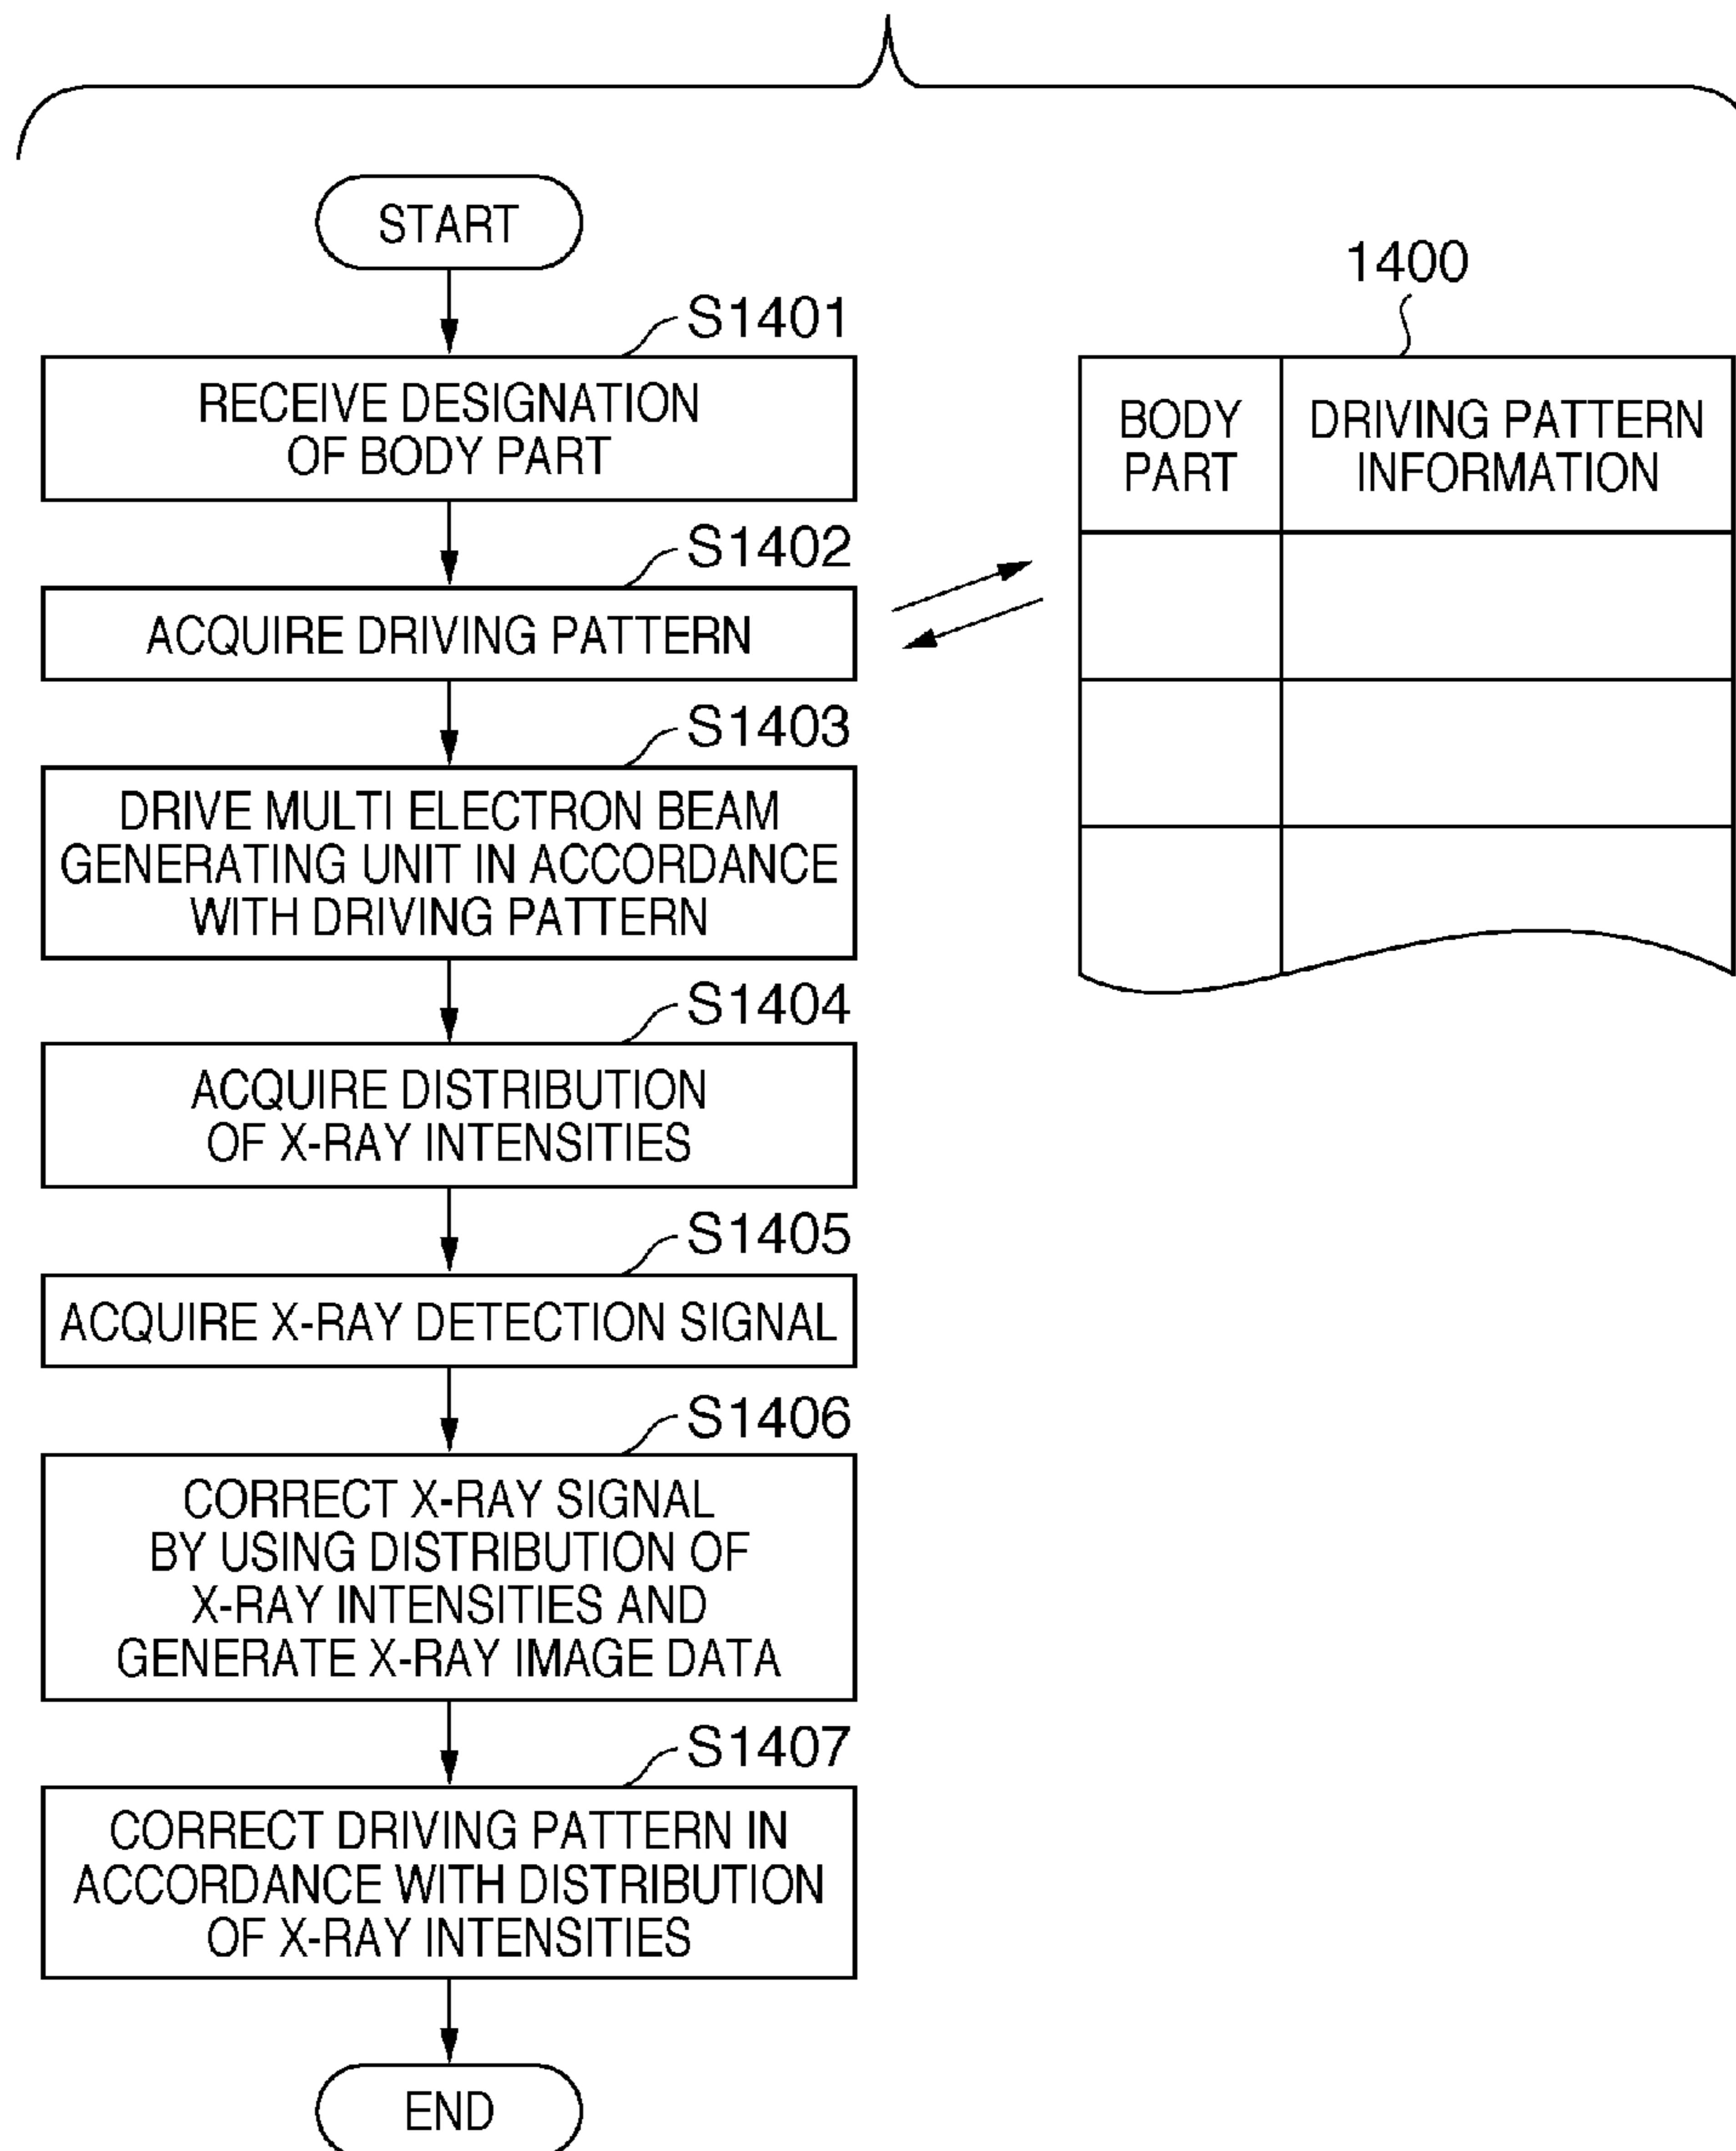 START
S1401
RECEIVE DESIGNATION
OF BODY PART
S1402
ACQUIRE DRIVING PATTERN
S1403
DRIVE MULTI ELECTRON BEAM
GENERATING UNIT IN ACCORDANCE
WITH DRIVING PATTERN
S1404
ACQUIRE DISTRIBUTION
OF X-RAY INTENSITIES
S1405
ACQUIRE X-RAY DETECTION SIGNAL
S1406
CORRECT X-RAY SIGNAL
BY USING DISTRIBUTION OF
X-RAY INTENSITIES AND
GENERATE X-RAY IMAGE DATA
S1407
CORRECT DRIVING PATTERN IN
ACCORDANCE WITH DISTRIBUTION
OF X-RAY INTENSITIES
END
1400
BODY
PART
DRIVING PATTERN
INFORMATION